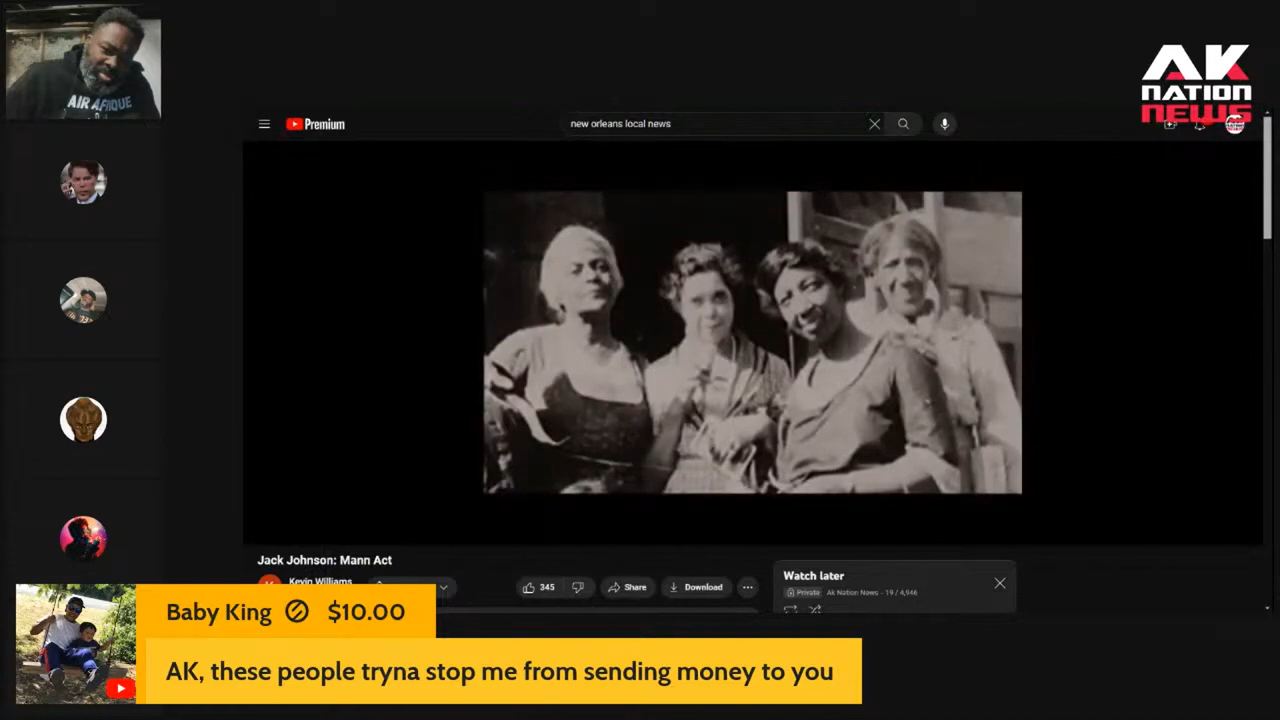 AIR AFRIQUE
AK
NATION
NEWS
Premium
new orleans local news
Jack Johnson: Mann Act
Kevin Williams
345
Share
Download
Watch later
Private
Ak Nation News - 19 / 4,946
Baby King
$10.00
AK, these people tryna stop me from sending money to you